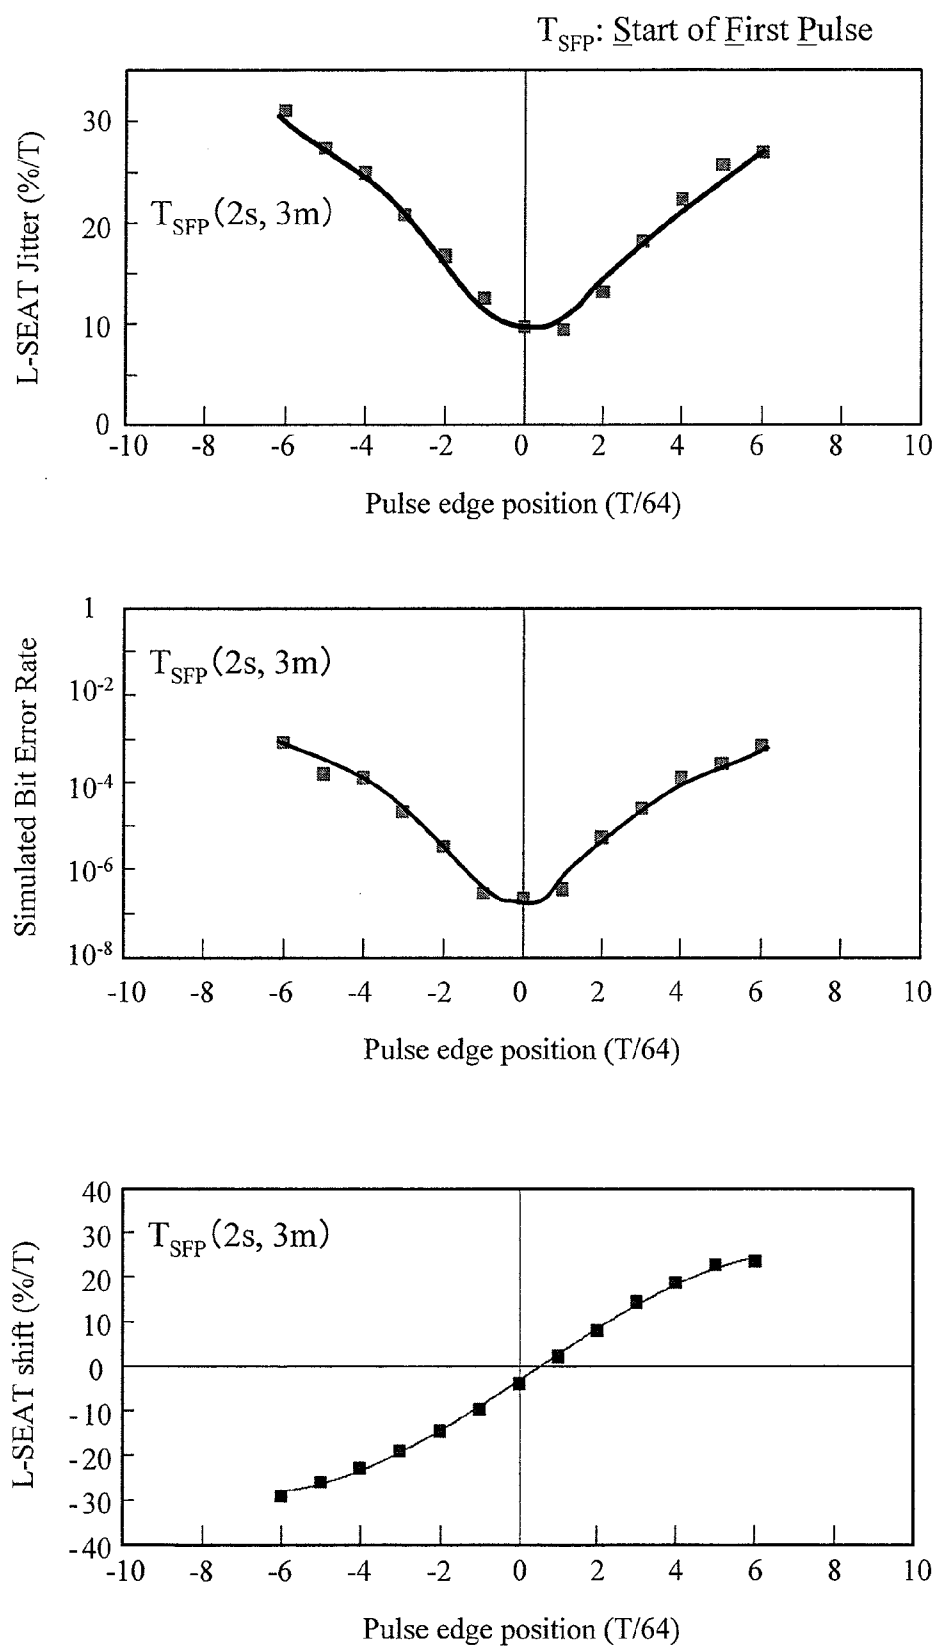 T_SFP: Start of First Pulse
L-SEAT Jitter (%/T)
30
20
10
0
T_SFP(2s, 3m)
-10 -8 -6 -4 -2 0 2 4 6 8 10
Pulse edge position (T/64)
Simulated Bit Error Rate
1
10^-2
10^-4
10^-6
10^-8
T_SFP(2s, 3m)
-10 -8 -6 -4 -2 0 2 4 6 8 10
Pulse edge position (T/64)
L-SEAT shift (%/T)
40
30
20
10
0
-10
-20
-30
-40
T_SFP(2s, 3m)
-10 -8 -6 -4 -2 0 2 4 6 8 10
Pulse edge position (T/64)